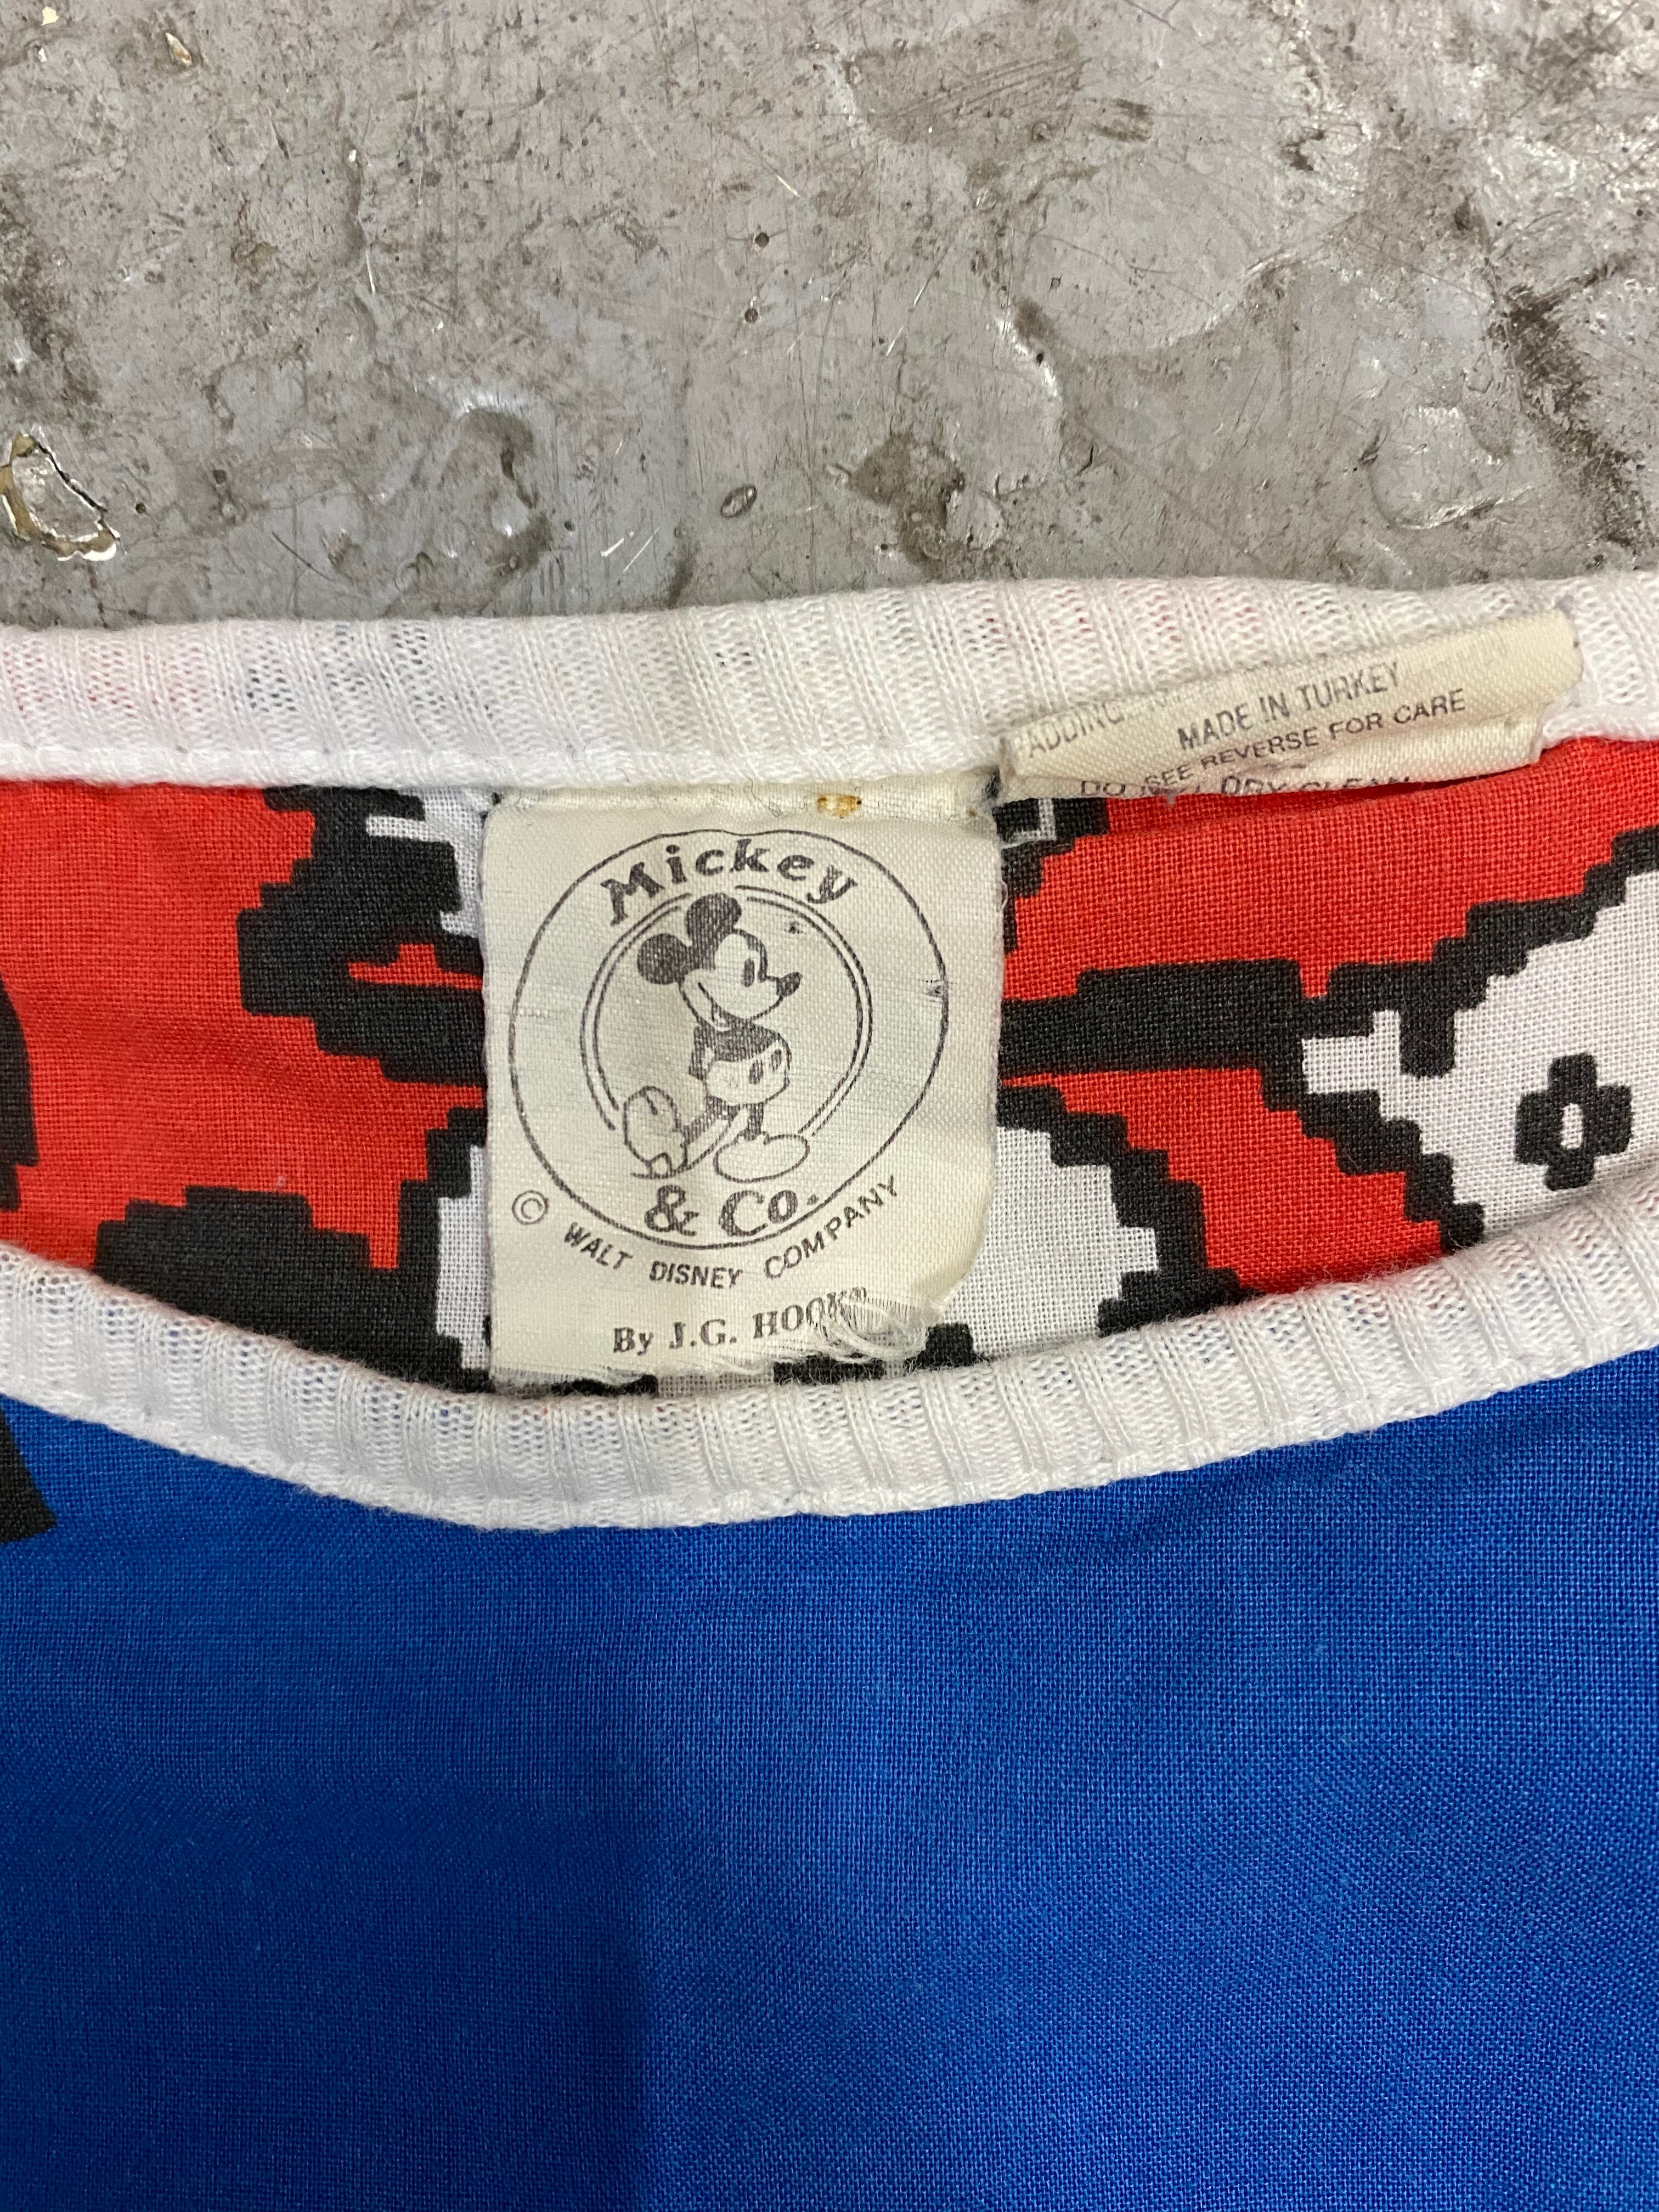 MADE IN TURKEY
SEE REVERSE FOR CARE
Mickey
& Co.
© WALT DISNEY COMPANY
By J.G. HOOK®